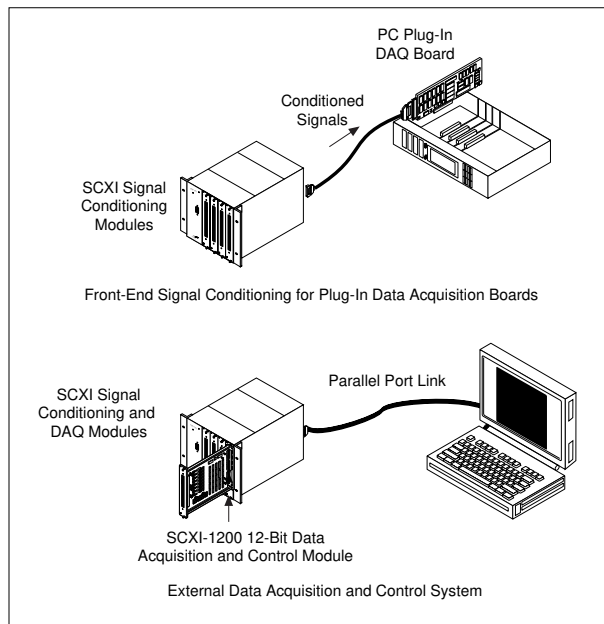 PC Plug-In
DAQ Board
Conditioned
Signals
SCXI Signal
Conditioning
Modules
Front-End Signal Conditioning for Plug-In Data Acquisition Boards
SCXI Signal
Conditioning and
DAQ Modules
Parallel Port Link
SCXI-1200 12-Bit Data
Acquisition and Control Module
External Data Acquisition and Control System